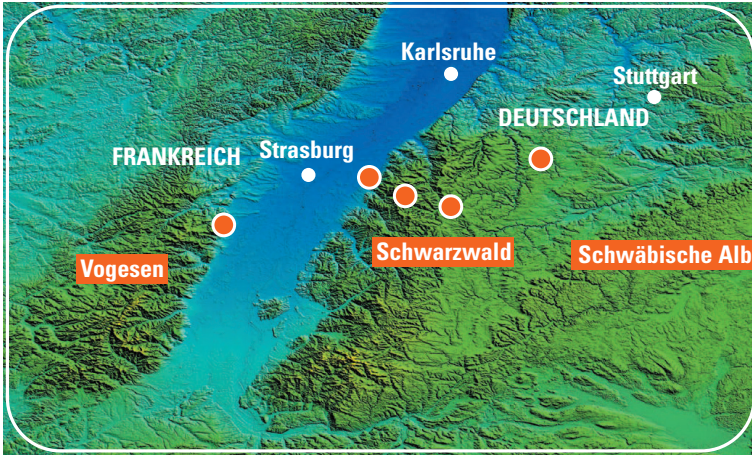 Karlsruhe
Stuttgart
DEUTSCHLAND
FRANKREICH
Strasburg
Schwarzwald
Schwäbische Alb
Vogesen